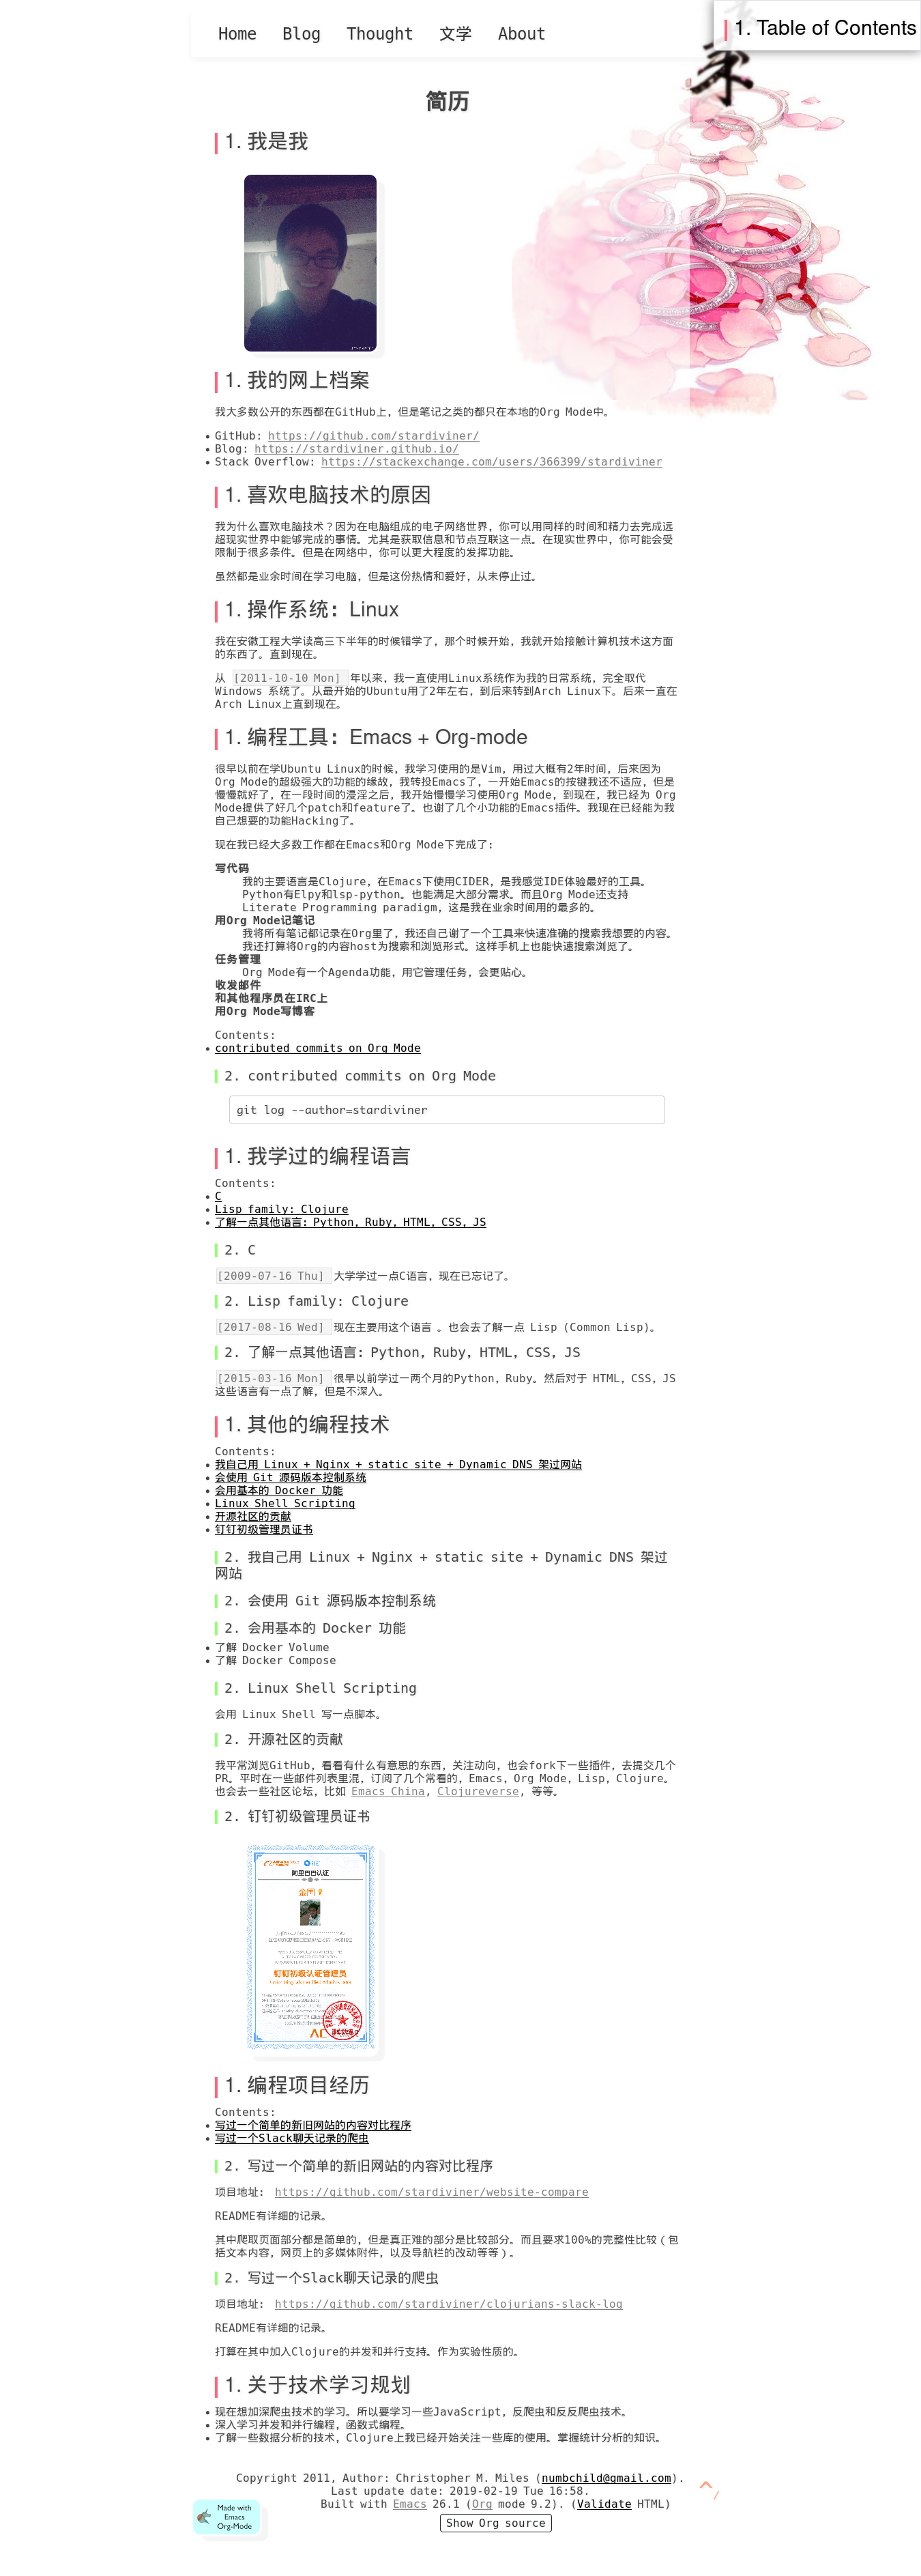 Home Blog Thought 文学 About
1. Table of Contents
简历
1. 我是我
1. 我的网上档案
我大多数公开的东西都在GitHub上，但是笔记之类的都只在本地的Org Mode中。
GitHub: https://github.com/stardiviner/
Blog: https://stardiviner.github.io/
Stack Overflow: https://stackexchange.com/users/366399/stardiviner
1. 喜欢电脑技术的原因
我为什么喜欢电脑技术？因为在电脑组成的电子网络世界，你可以用同样的时间和精力去完成远
超现实世界中能够完成的事情。尤其是获取信息和节点互联这一点。在现实世界中，你可能会受
限制于很多条件。但是在网络中，你可以更大程度的发挥功能。
虽然都是业余时间在学习电脑，但是这份热情和爱好，从未停止过。
1. 操作系统：Linux
我在安徽工程大学读高三下半年的时候错学了，那个时候开始，我就开始接触计算机技术这方面
的东西了。直到现在。
从 [2011-10-10 Mon] 年以来，我一直使用Linux系统作为我的日常系统，完全取代
Windows 系统了。从最开始的Ubuntu用了2年左右，到后来转到Arch Linux下。后来一直在
Arch Linux上直到现在。
1. 编程工具：Emacs + Org-mode
很早以前在学Ubuntu Linux的时候，我学习使用的是Vim，用过大概有2年时间，后来因为
Org Mode的超级强大的功能的缘故，我转投Emacs了，一开始Emacs的按键我还不适应，但是
慢慢就好了，在一段时间的浸淫之后，我开始慢慢学习使用Org Mode，到现在，我已经为 Org
Mode提供了好几个patch和feature了。也谢了几个小功能的Emacs插件。我现在已经能为我
自己想要的功能Hacking了。
现在我已经大多数工作都在Emacs和Org Mode下完成了：
写代码
我的主要语言是Clojure，在Emacs下使用CIDER，是我感觉IDE体验最好的工具。
Python有Elpy和lsp-python。也能满足大部分需求。而且Org Mode还支持
Literate Programming paradigm，这是我在业余时间用的最多的。
用Org Mode记笔记
我将所有笔记都记录在Org里了，我还自己谢了一个工具来快速准确的搜索我想要的内容。
我还打算将Org的内容host为搜索和浏览形式。这样手机上也能快速搜索浏览了。
任务管理
Org Mode有一个Agenda功能，用它管理任务，会更贴心。
收发邮件
和其他程序员在IRC上
用Org Mode写博客
Contents:
contributed commits on Org Mode
2. contributed commits on Org Mode
git log --author=stardiviner
1. 我学过的编程语言
Contents:
C
Lisp family: Clojure
了解一点其他语言: Python, Ruby, HTML, CSS, JS
2. C
[2009-07-16 Thu] 大学学过一点C语言，现在已忘记了。
2. Lisp family: Clojure
[2017-08-16 Wed] 现在主要用这个语言 。也会去了解一点 Lisp (Common Lisp)。
2. 了解一点其他语言: Python, Ruby, HTML, CSS, JS
[2015-03-16 Mon] 很早以前学过一两个月的Python，Ruby。然后对于 HTML，CSS，JS
这些语言有一点了解，但是不深入。
1. 其他的编程技术
Contents:
我自己用 Linux + Nginx + static site + Dynamic DNS 架过网站
会使用 Git 源码版本控制系统
会用基本的 Docker 功能
Linux Shell Scripting
开源社区的贡献
钉钉初级管理员证书
2. 我自己用 Linux + Nginx + static site + Dynamic DNS 架过
网站
2. 会使用 Git 源码版本控制系统
2. 会用基本的 Docker 功能
了解 Docker Volume
了解 Docker Compose
2. Linux Shell Scripting
会用 Linux Shell 写一点脚本。
2. 开源社区的贡献
我平常浏览GitHub，看看有什么有意思的东西，关注动向，也会fork下一些插件，去提交几个
PR。平时在一些邮件列表里混，订阅了几个常看的，Emacs，Org Mode，Lisp，Clojure。
也会去一些社区论坛，比如 Emacs China, Clojureverse, 等等。
2. 钉钉初级管理员证书
阿里巴巴认证
钉钉初级认证管理员
1. 编程项目经历
Contents:
写过一个简单的新旧网站的内容对比程序
写过一个Slack聊天记录的爬虫
2. 写过一个简单的新旧网站的内容对比程序
项目地址: https://github.com/stardiviner/website-compare
README有详细的记录。
其中爬取页面部分都是简单的，但是真正难的部分是比较部分。而且要求100%的完整性比较（包
括文本内容，网页上的多媒体附件，以及导航栏的改动等等）。
2. 写过一个Slack聊天记录的爬虫
项目地址: https://github.com/stardiviner/clojurians-slack-log
README有详细的记录。
打算在其中加入Clojure的并发和并行支持。作为实验性质的。
1. 关于技术学习规划
现在想加深爬虫技术的学习。所以要学习一些JavaScript，反爬虫和反反爬虫技术。
深入学习并发和并行编程，函数式编程。
了解一些数据分析的技术，Clojure上我已经开始关注一些库的使用。掌握统计分析的知识。
Copyright 2011, Author: Christopher M. Miles (numbchild@gmail.com).
Last update date: 2019-02-19 Tue 16:58.
Built with Emacs 26.1 (Org mode 9.2). (Validate HTML)
Show Org source
Made with
Emacs
Org-Mode